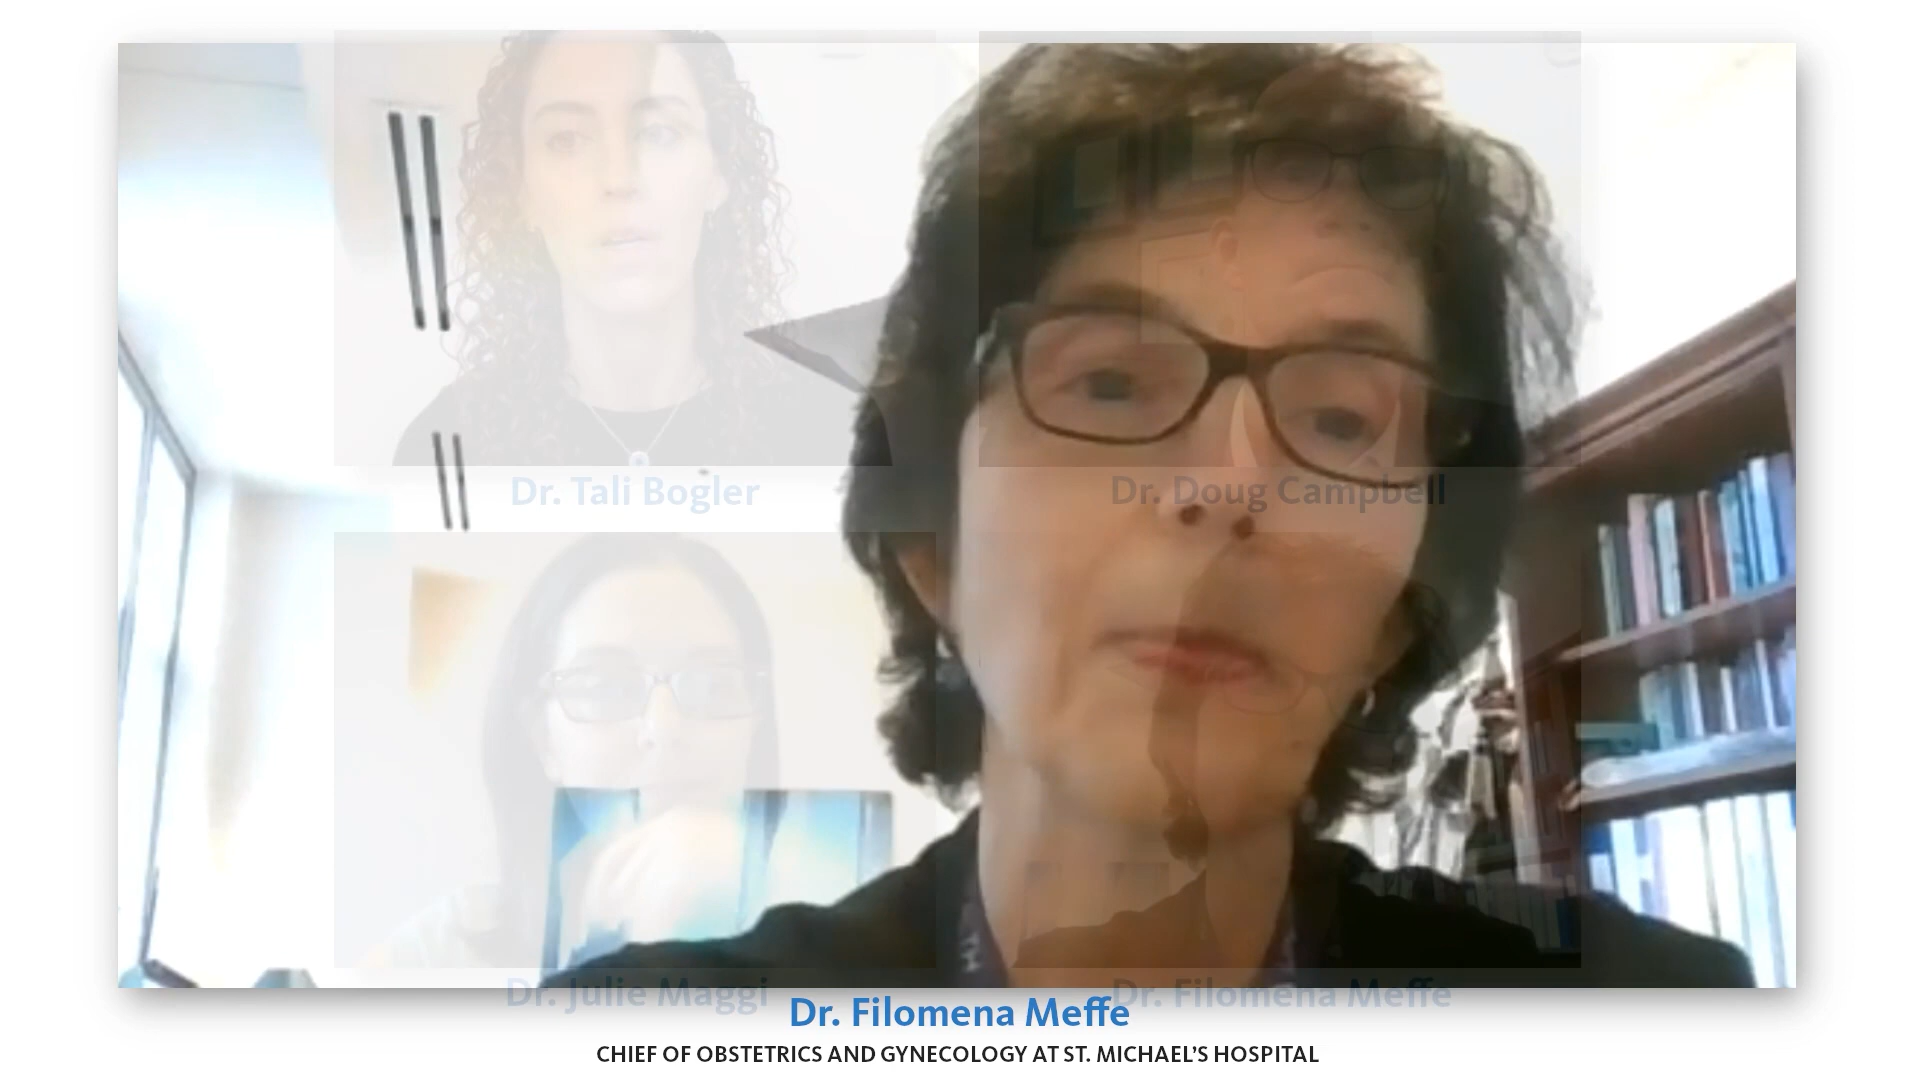 Dr. Tali Bogler
Dr. Doug Campbell
Dr. Julie Maggi
Dr. Filomena Meffe
Dr. Filomena Meffe
CHIEF OF OBSTETRICS AND GYNECOLOGY AT ST. MICHAEL'S HOSPITAL